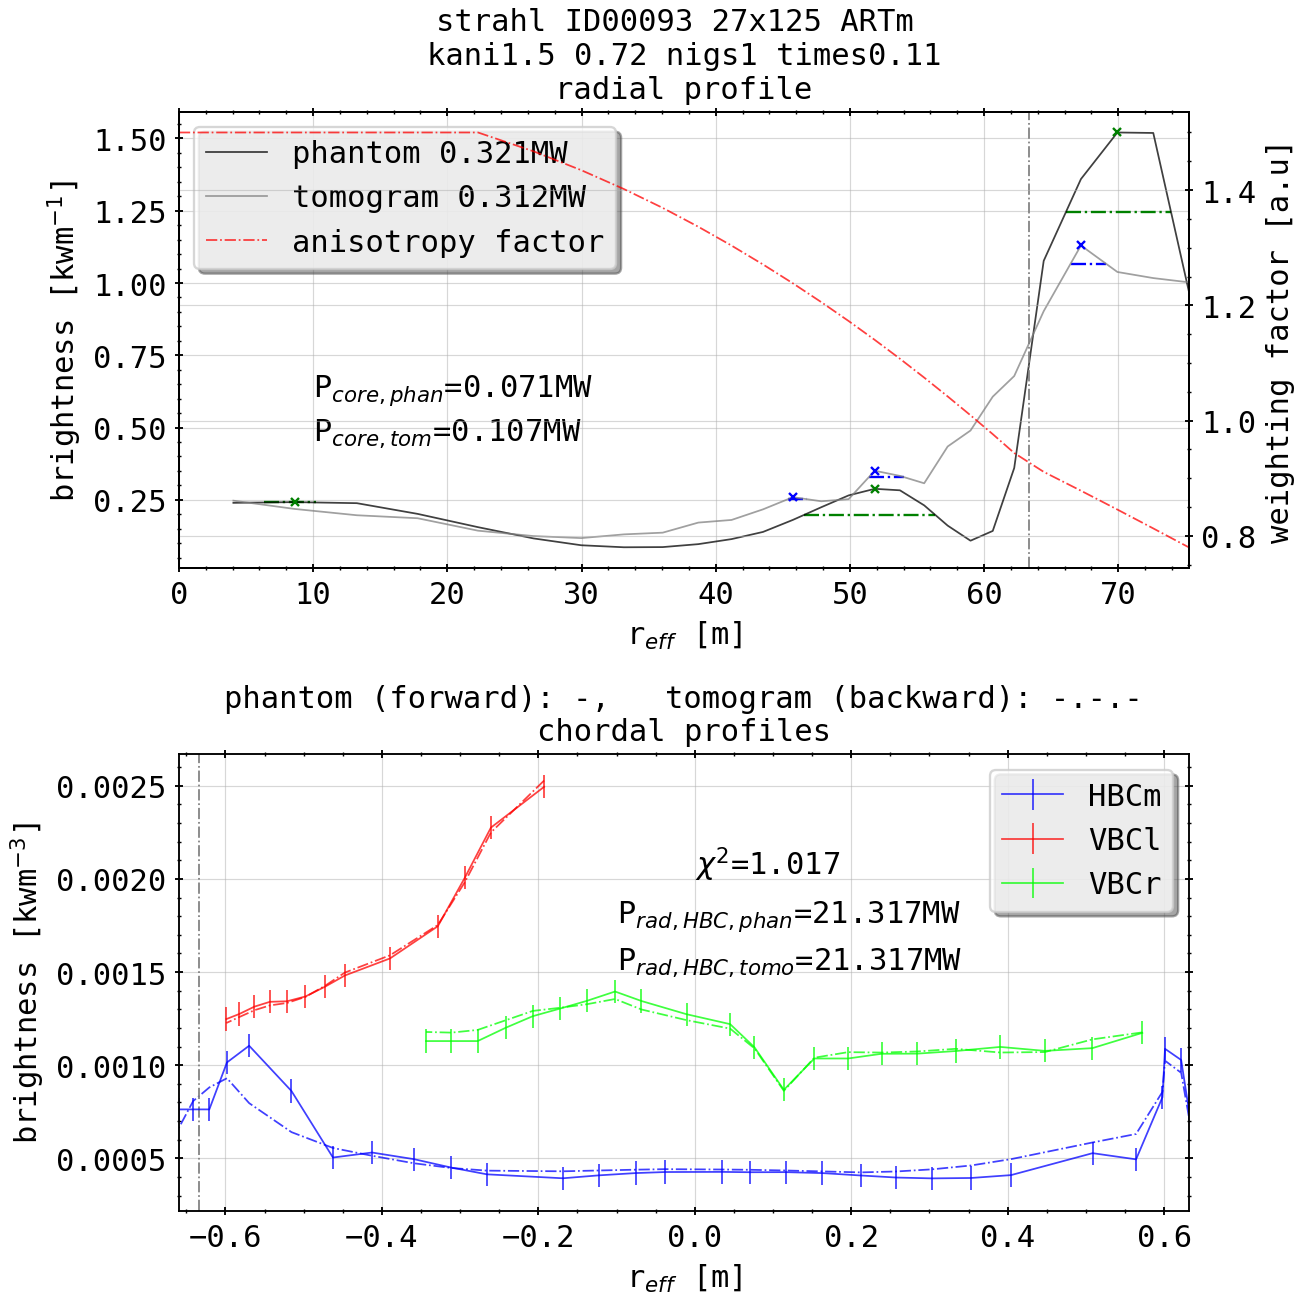 strahl ID00093 27x125 ARTm
kani1.5 0.72 nigs1 times0.11
radial profile
brightness [kwm⁻¹]
1.50
1.25
1.00
0.75
0.50
0.25
phantom 0.321MW
tomogram 0.312MW
anisotropy factor
P_core,phan=0.071MW
P_core,tom=0.107MW
1.4
1.2
1.0
0.8
weighting factor [a.u]
0 10 20 30 40 50 60 70
r_eff [m]
phantom (forward): -,   tomogram (backward): -.-.-
chordal profiles
brightness [kwm⁻³]
0.0025
0.0020
0.0015
0.0010
0.0005
HBCm
VBCl
VBCr
χ²=1.017
P_rad,HBC,phan=21.317MW
P_rad,HBC,tomo=21.317MW
−0.6 −0.4 −0.2 0.0 0.2 0.4 0.6
r_eff [m]